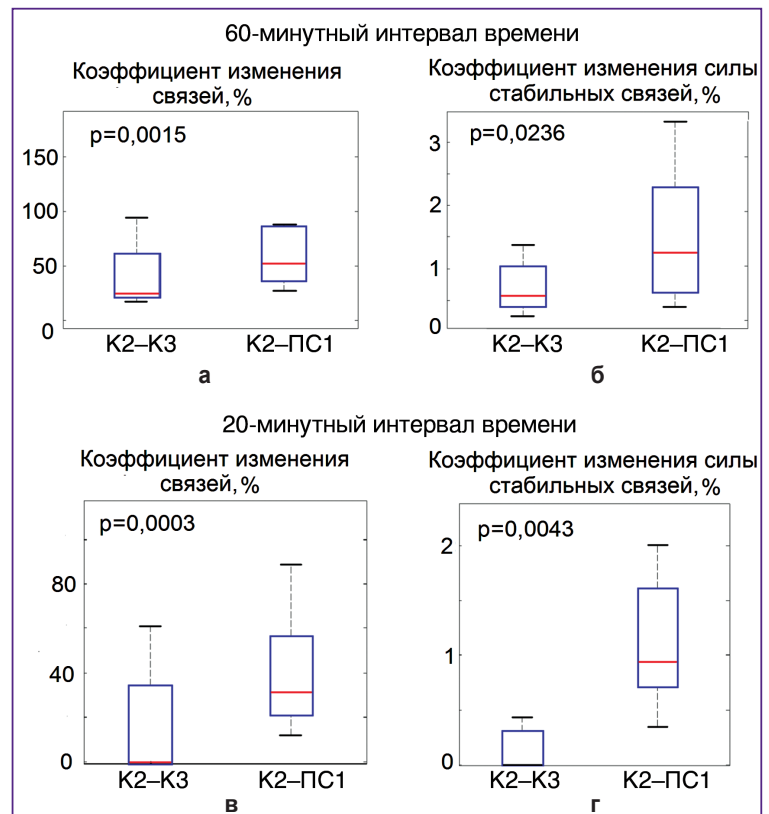 60-минутный интервал времени
Коэффициент изменения
связей, %
Коэффициент изменения силы
стабильных связей, %
p=0,0015
150
100
50
0
К2–К3
К2–ПС1
а
p=0,0236
3
2
1
0
К2–К3
К2–ПС1
б
20-минутный интервал времени
Коэффициент изменения
связей, %
Коэффициент изменения силы
стабильных связей, %
p=0,0003
80
40
0
К2–К3
К2–ПС1
в
p=0,0043
2
1
0
К2–К3
К2–ПС1
г